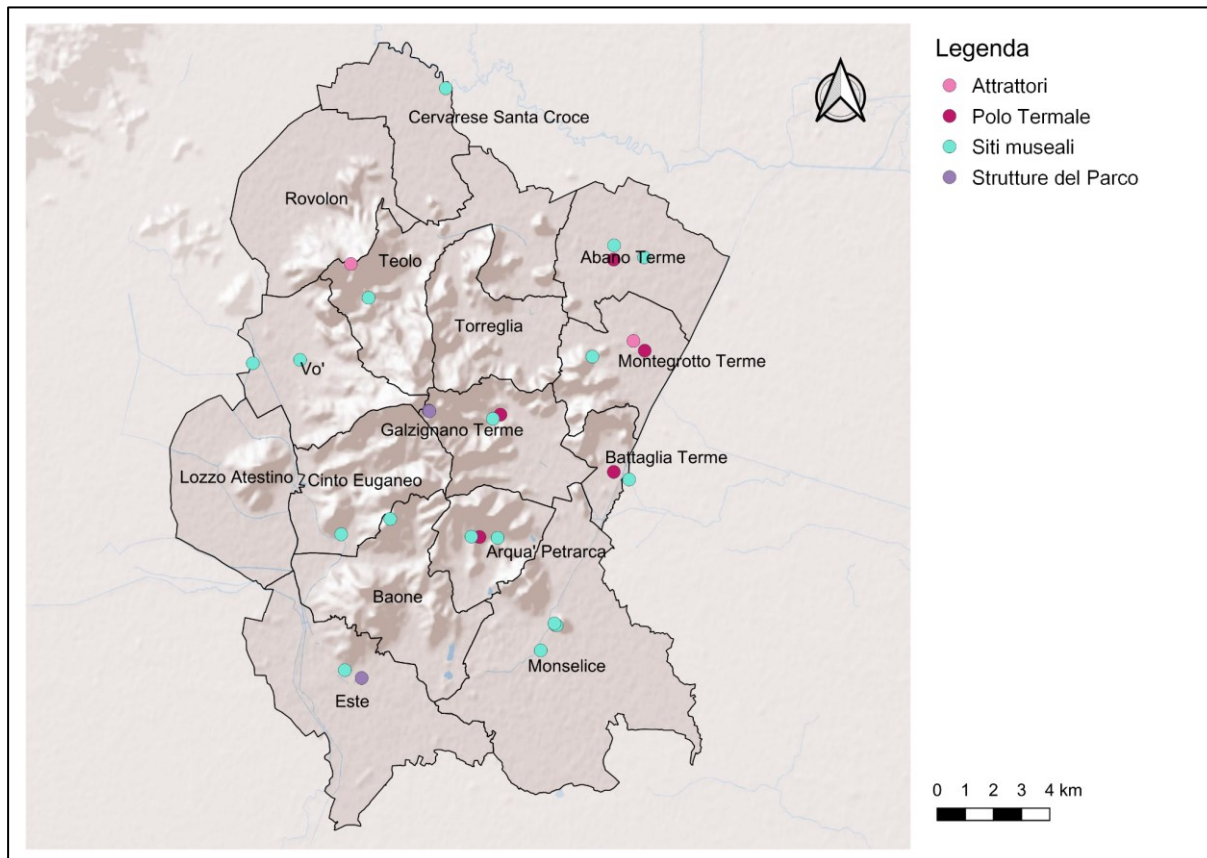 Legenda
Attrattori
Polo Termale
Siti museali
Strutture del Parco
Cervarese Santa Croce
Rovolon
Teolo
Abano Terme
Torreglia
Montegrotto Terme
Vo'
Galzignano Terme
Battaglia Terme
Lozzo Atestino
Cinto Euganeo
Arqua' Petrarca
Baone
Monselice
Este
0 1 2 3 4 km